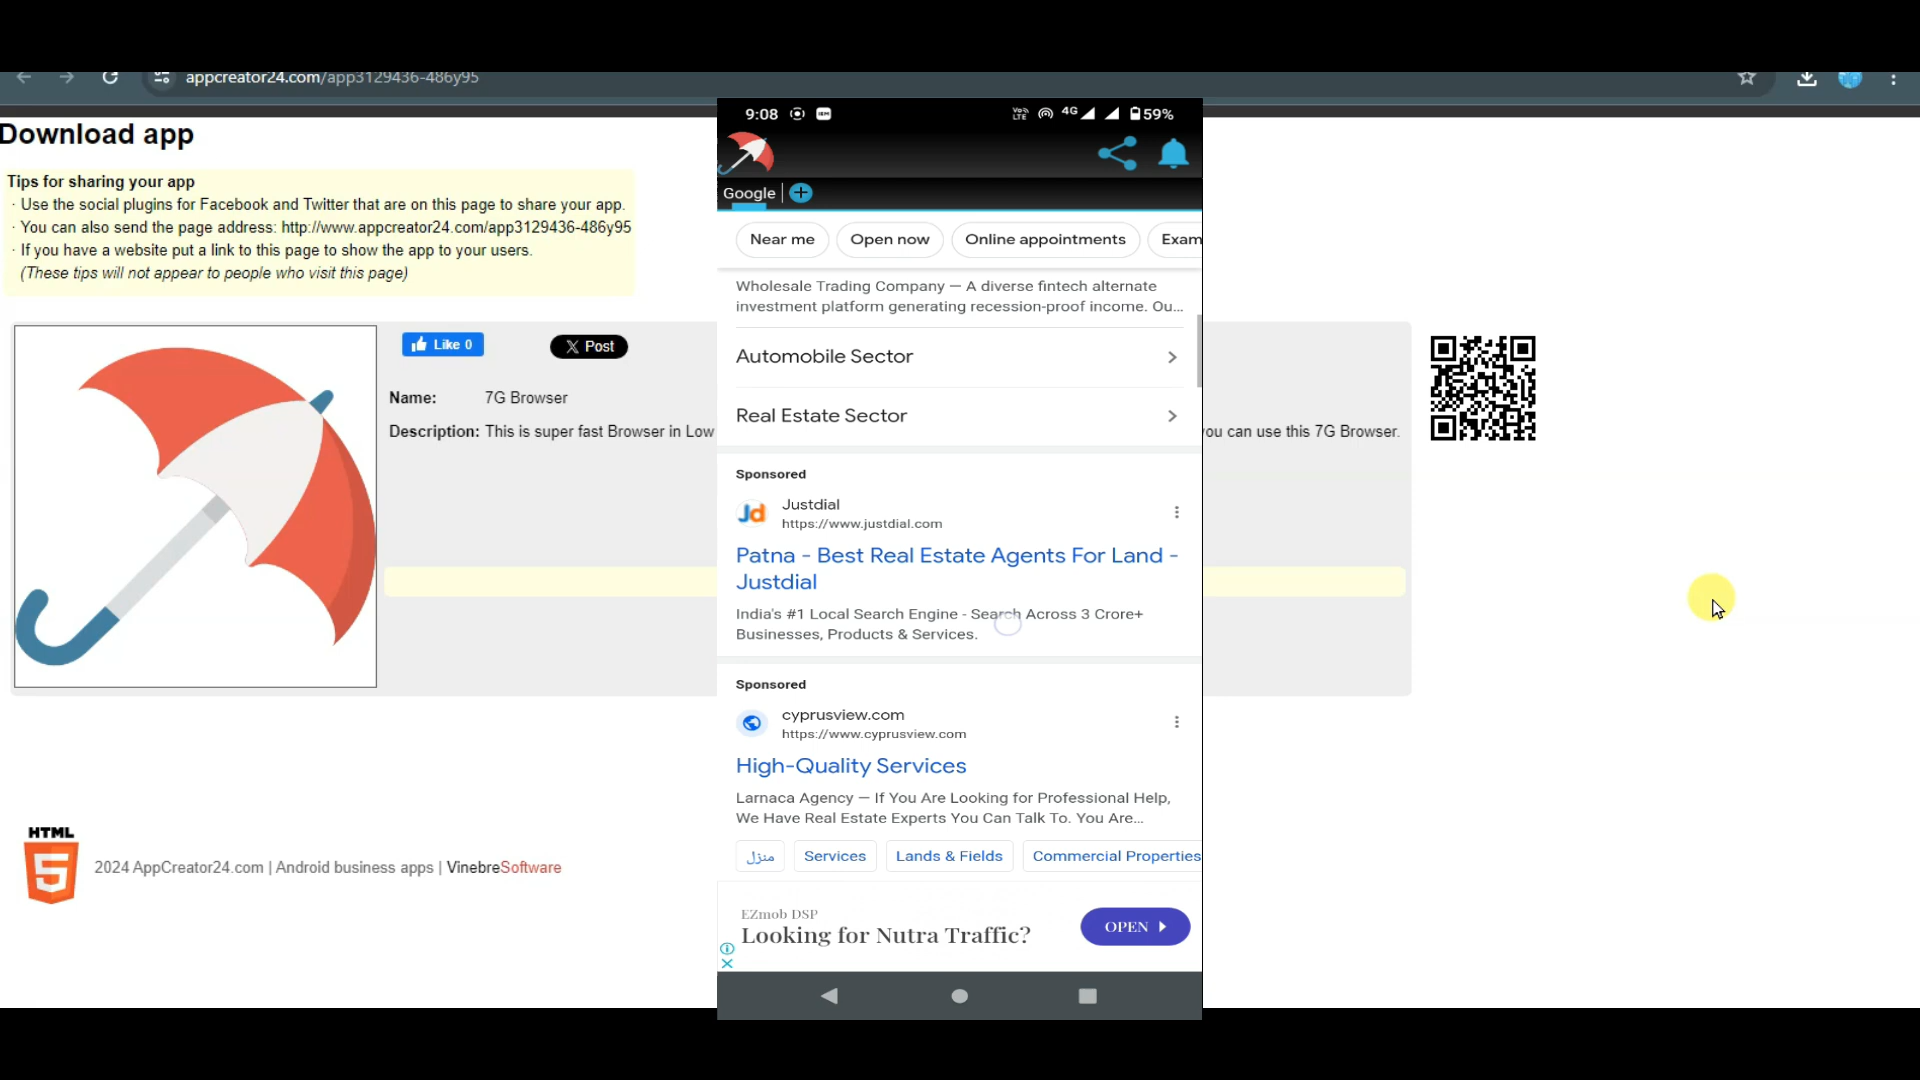 appcreator24.com/app3129436-486y95
Download app
Tips for sharing your app
· Use the social plugins for Facebook and Twitter that are on this page to share your app.
· You can also send the page address: http://www.appcreator24.com/app3129436-486y95
· If you have a website put a link to this page to show the app to your users.
(These tips will not appear to people who visit this page)
Like 0
X Post
Name: 7G Browser
Description: This is super fast Browser in Low
you can use this 7G Browser.
HTML
5
2024 AppCreator24.com | Android business apps | VinebreSoftware
9:08
Vo LTE 4G 59%
Google
Near me
Open now
Online appointments
Exam
Wholesale Trading Company — A diverse fintech alternate
investment platform generating recession-proof income. Ou...
Automobile Sector
Real Estate Sector
Sponsored
Jd
Justdial
https://www.justdial.com
Patna - Best Real Estate Agents For Land -
Justdial
India's #1 Local Search Engine - Search Across 3 Crore+
Businesses, Products & Services.
Sponsored
cyprusview.com
https://www.cyprusview.com
High-Quality Services
Larnaca Agency — If You Are Looking for Professional Help,
We Have Real Estate Experts You Can Talk To. You Are...
منزل
Services
Lands & Fields
Commercial Properties
EZmob DSP
Looking for Nutra Traffic?
OPEN